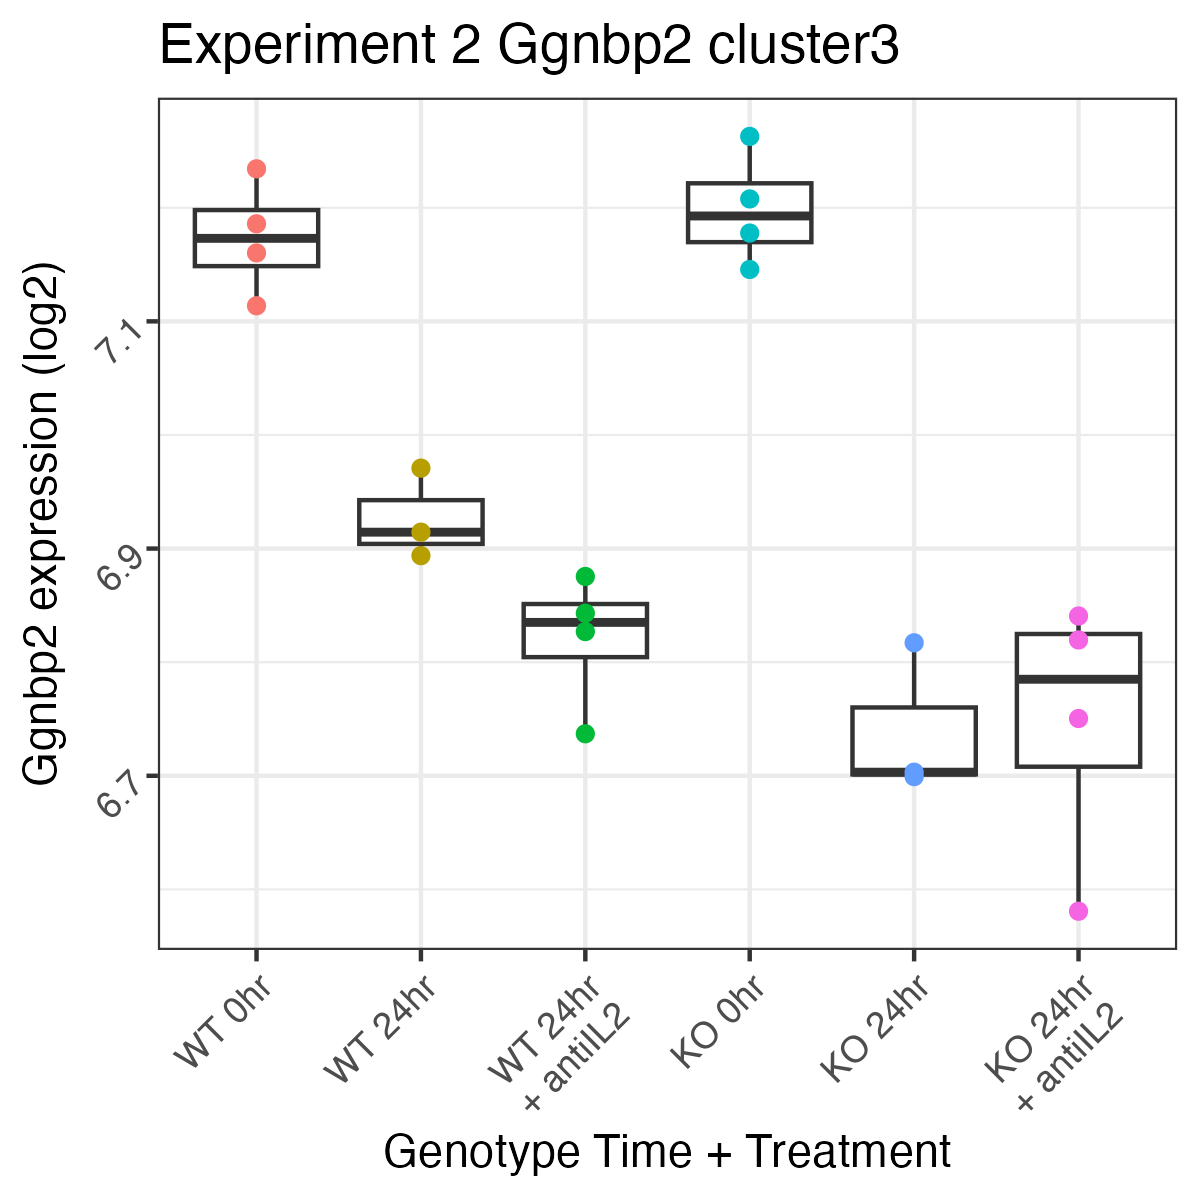 Experiment 2 Ggnbp2 cluster3
Ggnbp2 expression (log2)
7.1
6.9
6.7
WT 0hr
WT 24hr
WT 24hr
+ antiIL2
KO 0hr
KO 24hr
KO 24hr
+ antiIL2
Genotype Time + Treatment